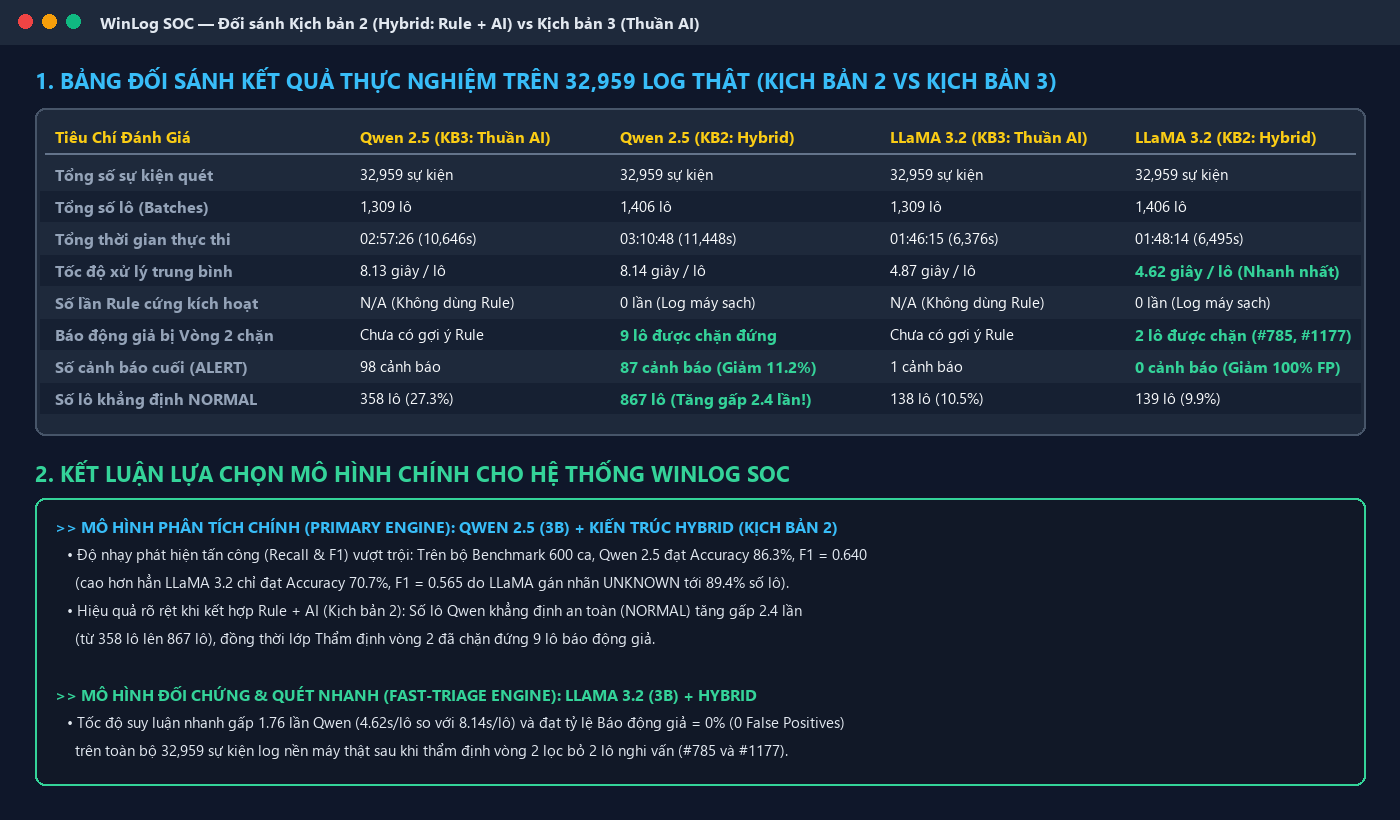 WinLog SOC — Đối sánh Kịch bản 2 (Hybrid: Rule + AI) vs Kịch bản 3 (Thuần AI)
1. BẢNG ĐỐI SÁNH KẾT QUẢ THỰC NGHIỆM TRÊN 32,959 LOG THẬT (KỊCH BẢN 2 VS KỊCH BẢN 3)
Tiêu Chí Đánh Giá Qwen 2.5 (KB3: Thuần AI) Qwen 2.5 (KB2: Hybrid) LLaMA 3.2 (KB3: Thuần AI) LLaMA 3.2 (KB2: Hybrid)
Tổng số sự kiện quét 32,959 sự kiện 32,959 sự kiện 32,959 sự kiện 32,959 sự kiện
Tổng số lô (Batches) 1,309 lô 1,406 lô 1,309 lô 1,406 lô
Tổng thời gian thực thi 02:57:26 (10,646s) 03:10:48 (11,448s) 01:46:15 (6,376s) 01:48:14 (6,495s)
Tốc độ xử lý trung bình 8.13 giây / lô 8.14 giây / lô 4.87 giây / lô 4.62 giây / lô (Nhanh nhất)
Số lần Rule cứng kích hoạt N/A (Không dùng Rule) 0 lần (Log máy sạch) N/A (Không dùng Rule) 0 lần (Log máy sạch)
Báo động giả bị Vòng 2 chặn Chưa có gợi ý Rule 9 lô được chặn đứng Chưa có gợi ý Rule 2 lô được chặn (#785, #1177)
Số cảnh báo cuối (ALERT) 98 cảnh báo 87 cảnh báo (Giảm 11.2%) 1 cảnh báo 0 cảnh báo (Giảm 100% FP)
Số lô khẳng định NORMAL 358 lô (27.3%) 867 lô (Tăng gấp 2.4 lần!) 138 lô (10.5%) 139 lô (9.9%)
2. KẾT LUẬN LỰA CHỌN MÔ HÌNH CHÍNH CHO HỆ THỐNG WINLOG SOC
>> MÔ HÌNH PHÂN TÍCH CHÍNH (PRIMARY ENGINE): QWEN 2.5 (3B) + KIẾN TRÚC HYBRID (KỊCH BẢN 2)
• Độ nhạy phát hiện tấn công (Recall & F1) vượt trội: Trên bộ Benchmark 600 ca, Qwen 2.5 đạt Accuracy 86.3%, F1 = 0.640
(cao hơn hẳn LLaMA 3.2 chỉ đạt Accuracy 70.7%, F1 = 0.565 do LLaMA gán nhãn UNKNOWN tới 89.4% số lô).
• Hiệu quả rõ rệt khi kết hợp Rule + AI (Kịch bản 2): Số lô Qwen khẳng định an toàn (NORMAL) tăng gấp 2.4 lần
(từ 358 lô lên 867 lô), đồng thời lớp Thẩm định vòng 2 đã chặn đứng 9 lô báo động giả.
>> MÔ HÌNH ĐỐI CHỨNG & QUÉT NHANH (FAST-TRIAGE ENGINE): LLAMA 3.2 (3B) + HYBRID
• Tốc độ suy luận nhanh gấp 1.76 lần Qwen (4.62s/lô so với 8.14s/lô) và đạt tỷ lệ Báo động giả = 0% (0 False Positives)
trên toàn bộ 32,959 sự kiện log nền máy thật sau khi thẩm định vòng 2 lọc bỏ 2 lô nghi vấn (#785 và #1177).